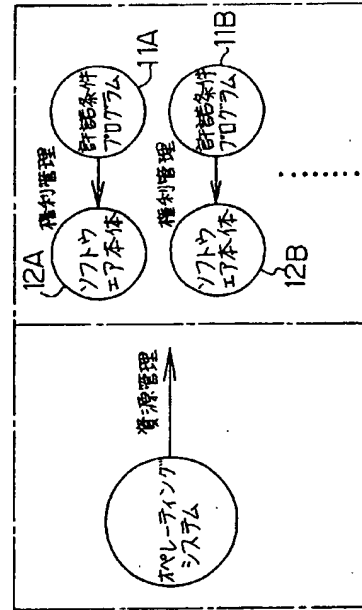 オペレーティング
システム
資源管理
12A
ソフトウ
ェア本体
権利管理
許諾条件
プログラム
11A
ソフトウ
ェア本体
12B
権利管理
許諾条件
プログラム
11B